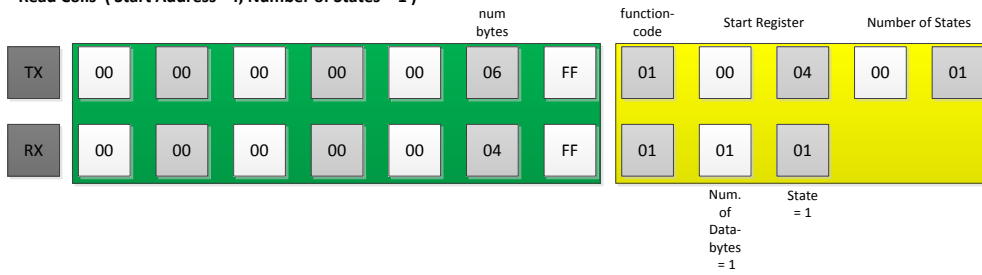 Read Coils ( Start Address = 4, Number of States = 1 )
num
bytes
function-
code
Start Register
Number of States
TX 00 00 00 00 00 06 FF 01 00 04 00 01
RX 00 00 00 00 00 04 FF 01 01 01
Num.
of
Data-
bytes
= 1
State
= 1